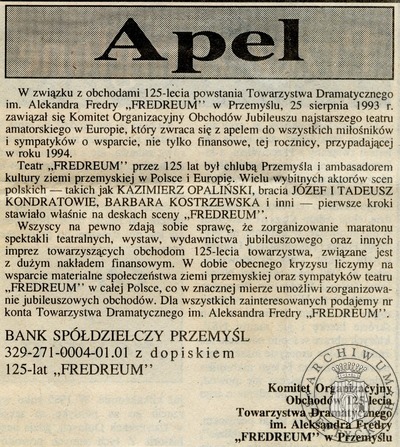 Apel
W związku z obchodami 125-lecia powstania Towarzystwa Dramatycznego
im. Alekandra Fredry „FREDREUM'' w Przemyślu, 25 sierpnia 1993 r.
zawiązał się Komitet Organizacyjny Obchodów Jubileuszu najstarszego teatru
amatorskiego w Europie, który zwraca się z apelem do wszystkich miłośników
i sympatyków o wsparcie, nie tylko finansowe, tej rocznicy, przypadającej
w roku 1994.
Teatr „FREDREUM'' przez 125 lat był chlubą Przemyśla i ambasadorem
kultury ziemi przemyskiej w Polsce i Europie. Wielu wybitnych aktorów scen
polskich — takich jak KAZIMIERZ OPALIŃSKI, bracia JÓZEF I TADEUSZ
KONDRATOWIE, BARBARA KOSTRZEWSKA i inni — pierwsze kroki
stawiało właśnie na deskach sceny „FREDREUM''.
Wszyscy na pewno zdają sobie sprawę, że zorganizowanie maratonu
spektakli teatralnych, wystaw, wydawnictwa jubileuszowego oraz innych
imprez towarzyszących obchodom 125-lecia towarzystwa, związane jest
z dużym nakładem finansowym. W dobie obecnego kryzysu liczymy na
wsparcie materialne społeczeństwa ziemi przemyskiej oraz sympatyków teatru
„FREDREUM'' w całej Polsce, co w znacznej mierze umożliwi zorganizowa-
nie jubileuszowych obchodów. Dla wszystkich zainteresowanych podajemy nr
konta Towarzystwa Dramatycznego im. Aleksandra Fredry „FREDREUM''.
BANK SPÓŁDZIELCZY PRZEMYŚL
329-271-0004-01.01 z dopiskiem
125-lat „FREDREUM''
Komitet Organizacyjny
Obchodów 125-lecia
Towarzystwa Dramatycznego
im. Aleksandra Fredry
„FREDREUM'' w Przemyślu
ARCHIWUM